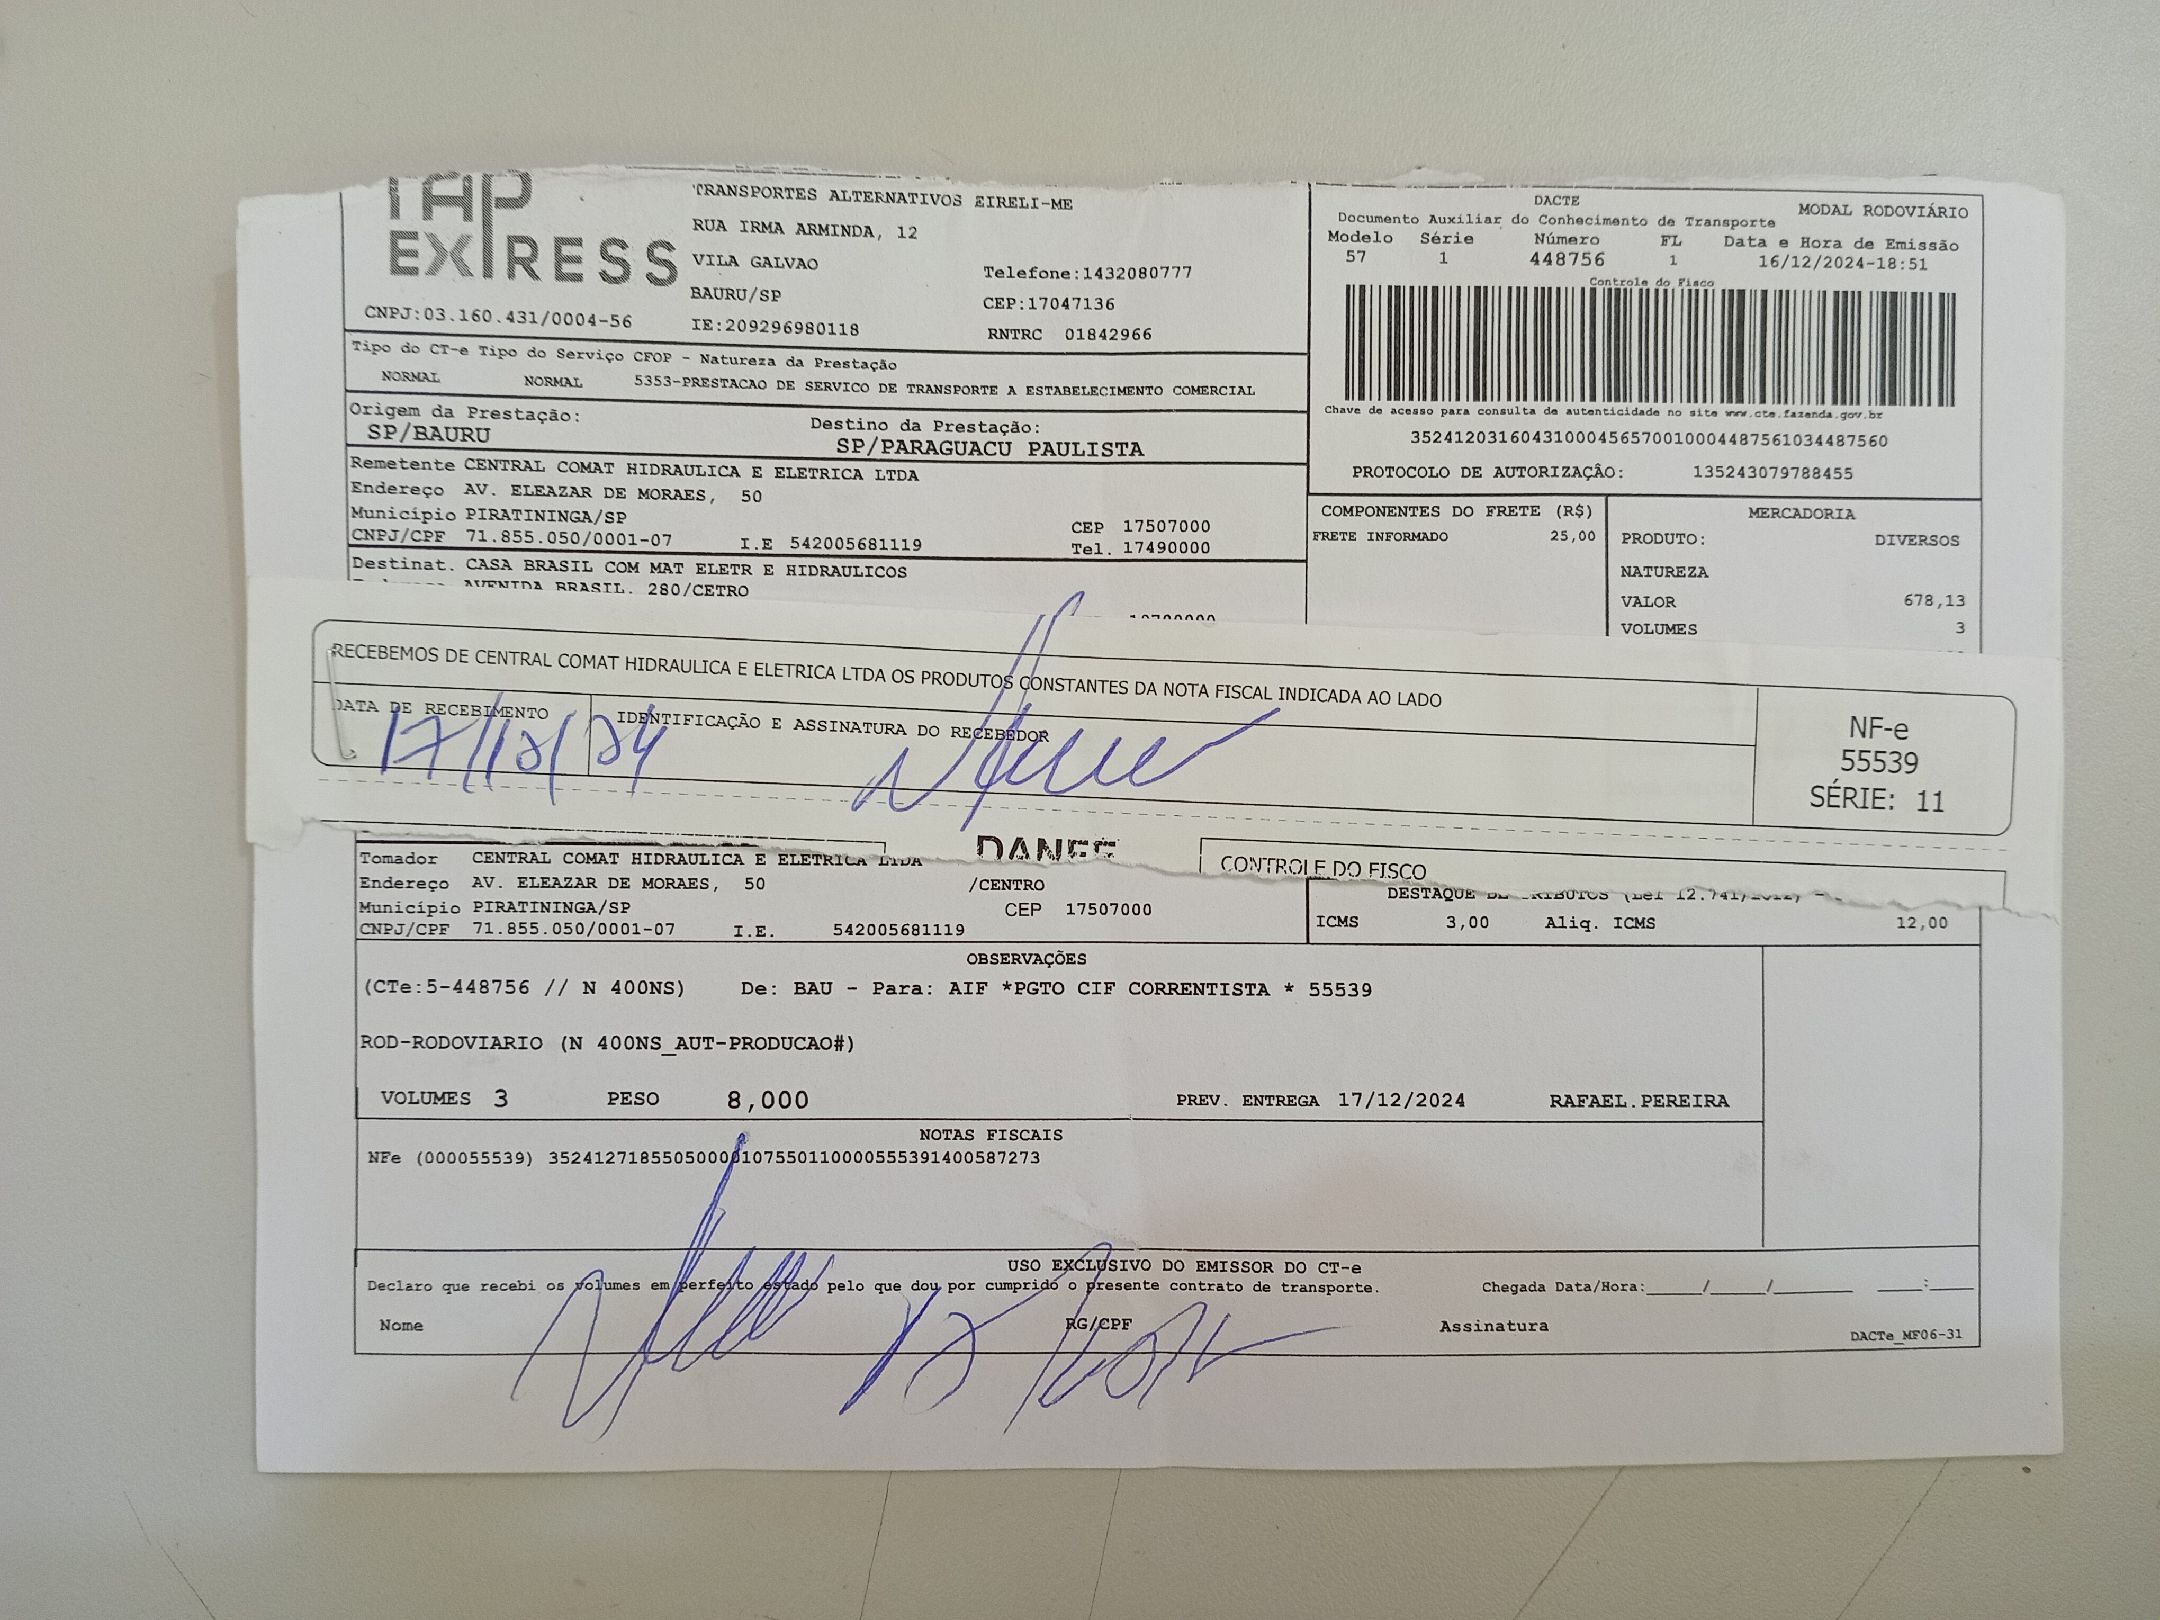 TAP
EXPRESS
CNPJ:03.160.431/0004-56
TRANSPORTES ALTERNATIVOS EIRELI-ME
RUA IRMA ARMINDA, 12
VILA GALVAO
BAURU/SP
IE:209296980118
Telefone:1432080777
CEP:17047136
RNTRC 01842966
DACTE
MODAL RODOVIÁRIO
Documento Auxiliar do Conhecimento de Transporte
Modelo Série Número FL Data e Hora de Emissão
57 1 448756 1 16/12/2024-18:51
Controle do Fisco
Chave de acesso para consulta de autenticidade no site www.cte.fazenda.gov.br
35241203160431000456570010004487561034487560
PROTOCOLO DE AUTORIZAÇÃO: 135243079788455
Tipo do CT-e Tipo do Serviço CFOP - Natureza da Prestação
NORMAL NORMAL 5353-PRESTACAO DE SERVICO DE TRANSPORTE A ESTABELECIMENTO COMERCIAL
Origem da Prestação: Destino da Prestação:
SP/BAURU SP/PARAGUACU PAULISTA
Remetente CENTRAL COMAT HIDRAULICA E ELETRICA LTDA
Endereço AV. ELEAZAR DE MORAES, 50
Município PIRATININGA/SP CEP 17507000
CNPJ/CPF 71.855.050/0001-07 I.E 542005681119 Tel. 17490000
Destinat. CASA BRASIL COM MAT ELETR E HIDRAULICOS
AVENIDA BRASIL. 280/CETRO
COMPONENTES DO FRETE (R$)
FRETE INFORMADO 25,00
MERCADORIA
PRODUTO: DIVERSOS
NATUREZA
VALOR 678,13
VOLUMES 3
RECEBEMOS DE CENTRAL COMAT HIDRAULICA E ELETRICA LTDA OS PRODUTOS CONSTANTES DA NOTA FISCAL INDICADA AO LADO
DATA DE RECEBIMENTO IDENTIFICAÇÃO E ASSINATURA DO RECEBEDOR
17/12/24
NF-e
55539
SÉRIE: 11
DANFE
CONTROLE DO FISCO
Tomador CENTRAL COMAT HIDRAULICA E ELETRICA LTDA
Endereço AV. ELEAZAR DE MORAES, 50 /CENTRO
Município PIRATININGA/SP CEP 17507000
CNPJ/CPF 71.855.050/0001-07 I.E. 542005681119
DESTAQUE DE TRIBUTOS (Lei 12.741/2012) -
ICMS 3,00 Aliq. ICMS 12,00
OBSERVAÇÕES
(CTe:5-448756 // N 400NS) De: BAU - Para: AIF *PGTO CIF CORRENTISTA * 55539
ROD-RODOVIARIO (N 400NS_AUT-PRODUCAO#)
VOLUMES 3 PESO 8,000 PREV. ENTREGA 17/12/2024 RAFAEL.PEREIRA
NOTAS FISCAIS
NFe (000055539) 35241271855050000107550110000555391400587273
USO EXCLUSIVO DO EMISSOR DO CT-e
Declaro que recebi os volumes em perfeito estado pelo que dou por cumprido o presente contrato de transporte. Chegada Data/Hora:____/____/______ ____:____
Nome RG/CPF Assinatura
DACTe_MF06-31